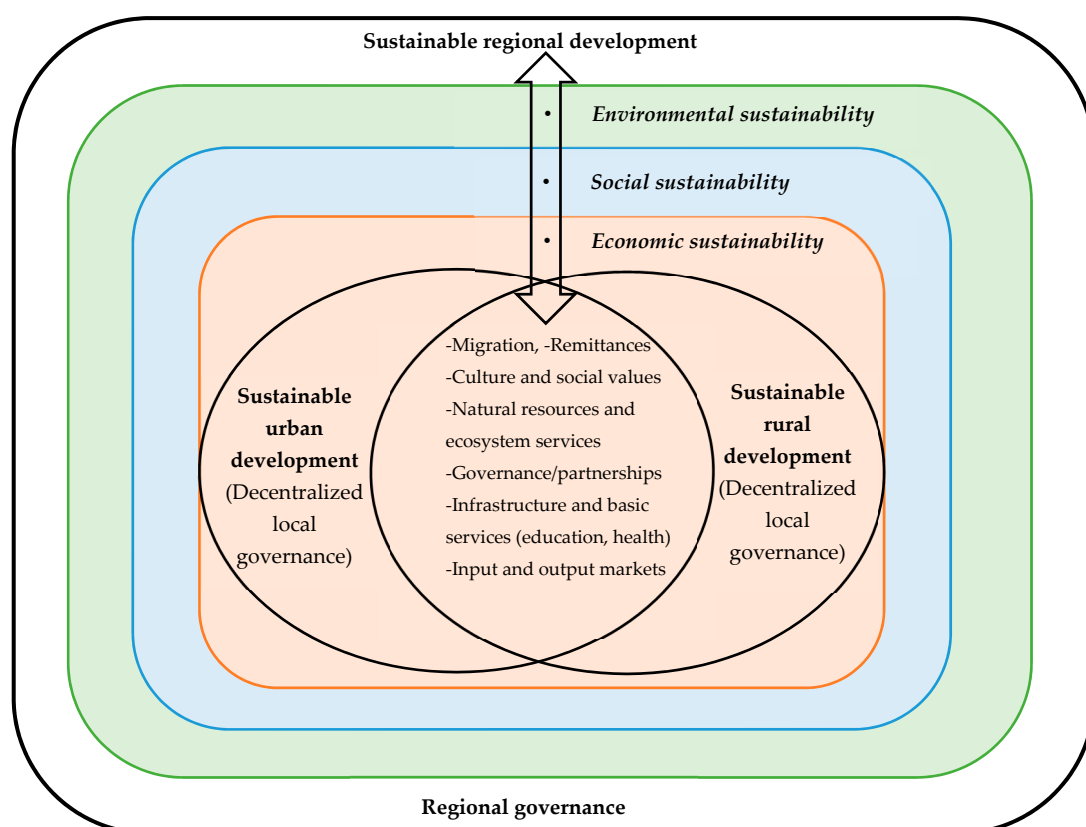 Sustainable regional development
• Environmental sustainability
• Social sustainability
• Economic sustainability
-Migration, -Remittances
-Culture and social values
-Natural resources and
ecosystem services
-Governance/partnerships
-Infrastructure and basic
services (education, health)
-Input and output markets
Sustainable
urban
development
(Decentralized
local
governance)
Sustainable
rural
development
(Decentralized
local
governance)
Regional governance